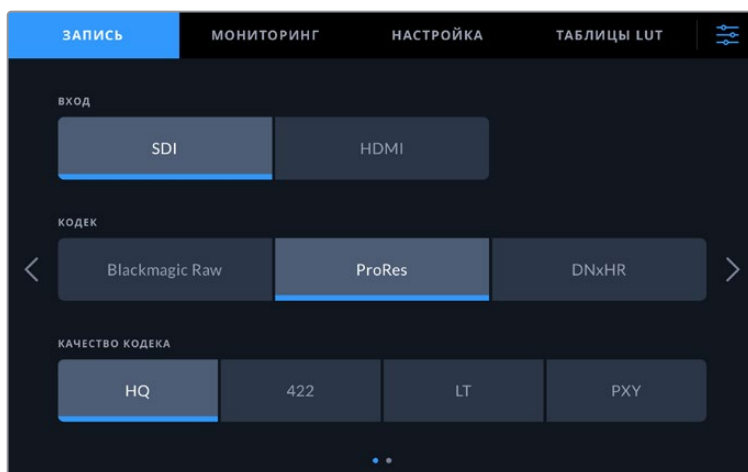 ЗАПИСЬ МОНИТОРИНГ НАСТРОЙКА ТАБЛИЦЫ LUT
ВХОД
SDI HDMI
КОДЕК
Blackmagic Raw ProRes DNxHR
КАЧЕСТВО КОДЕКА
HQ 422 LT PXY